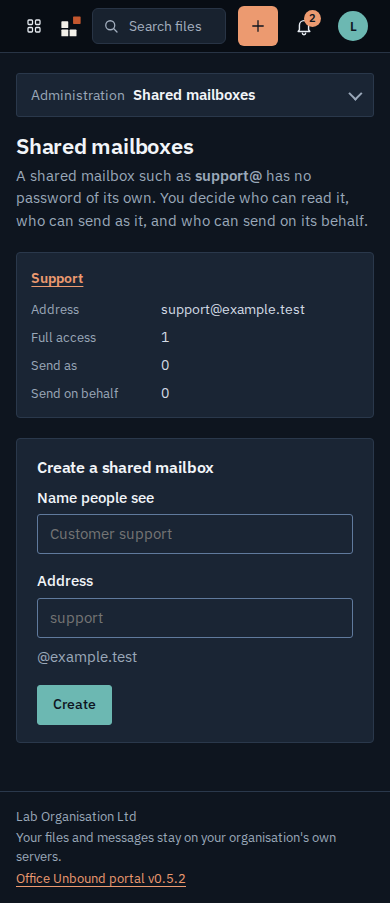 Search files
2
L
Administration Shared mailboxes
Shared mailboxes
A shared mailbox such as support@ has no
password of its own. You decide who can read it,
who can send as it, and who can send on its behalf.
Support
Address support@example.test
Full access 1
Send as 0
Send on behalf 0
Create a shared mailbox
Name people see
Customer support
Address
support
@example.test
Create
Lab Organisation Ltd
Your files and messages stay on your organisation's own
servers.
Office Unbound portal v0.5.2